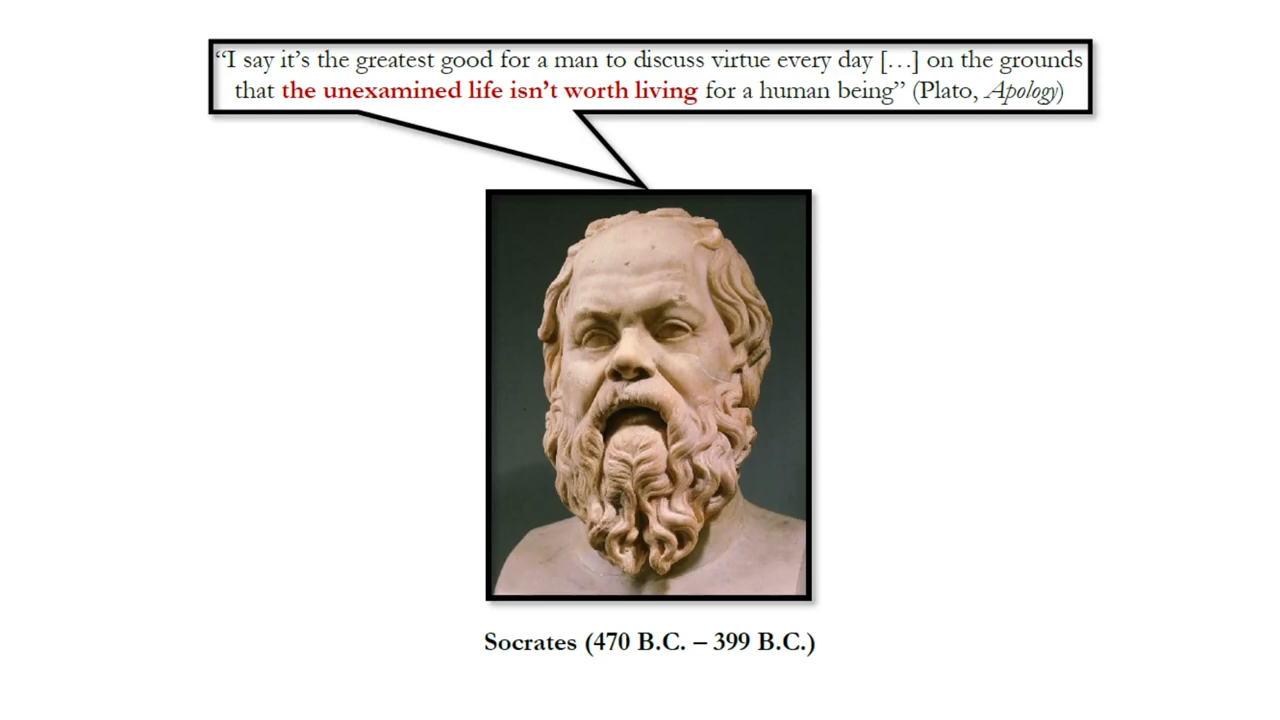 “I say it’s the greatest good for a man to discuss virtue every day […] on the grounds
that the unexamined life isn’t worth living for a human being” (Plato, Apology)
Socrates (470 B.C. – 399 B.C.)